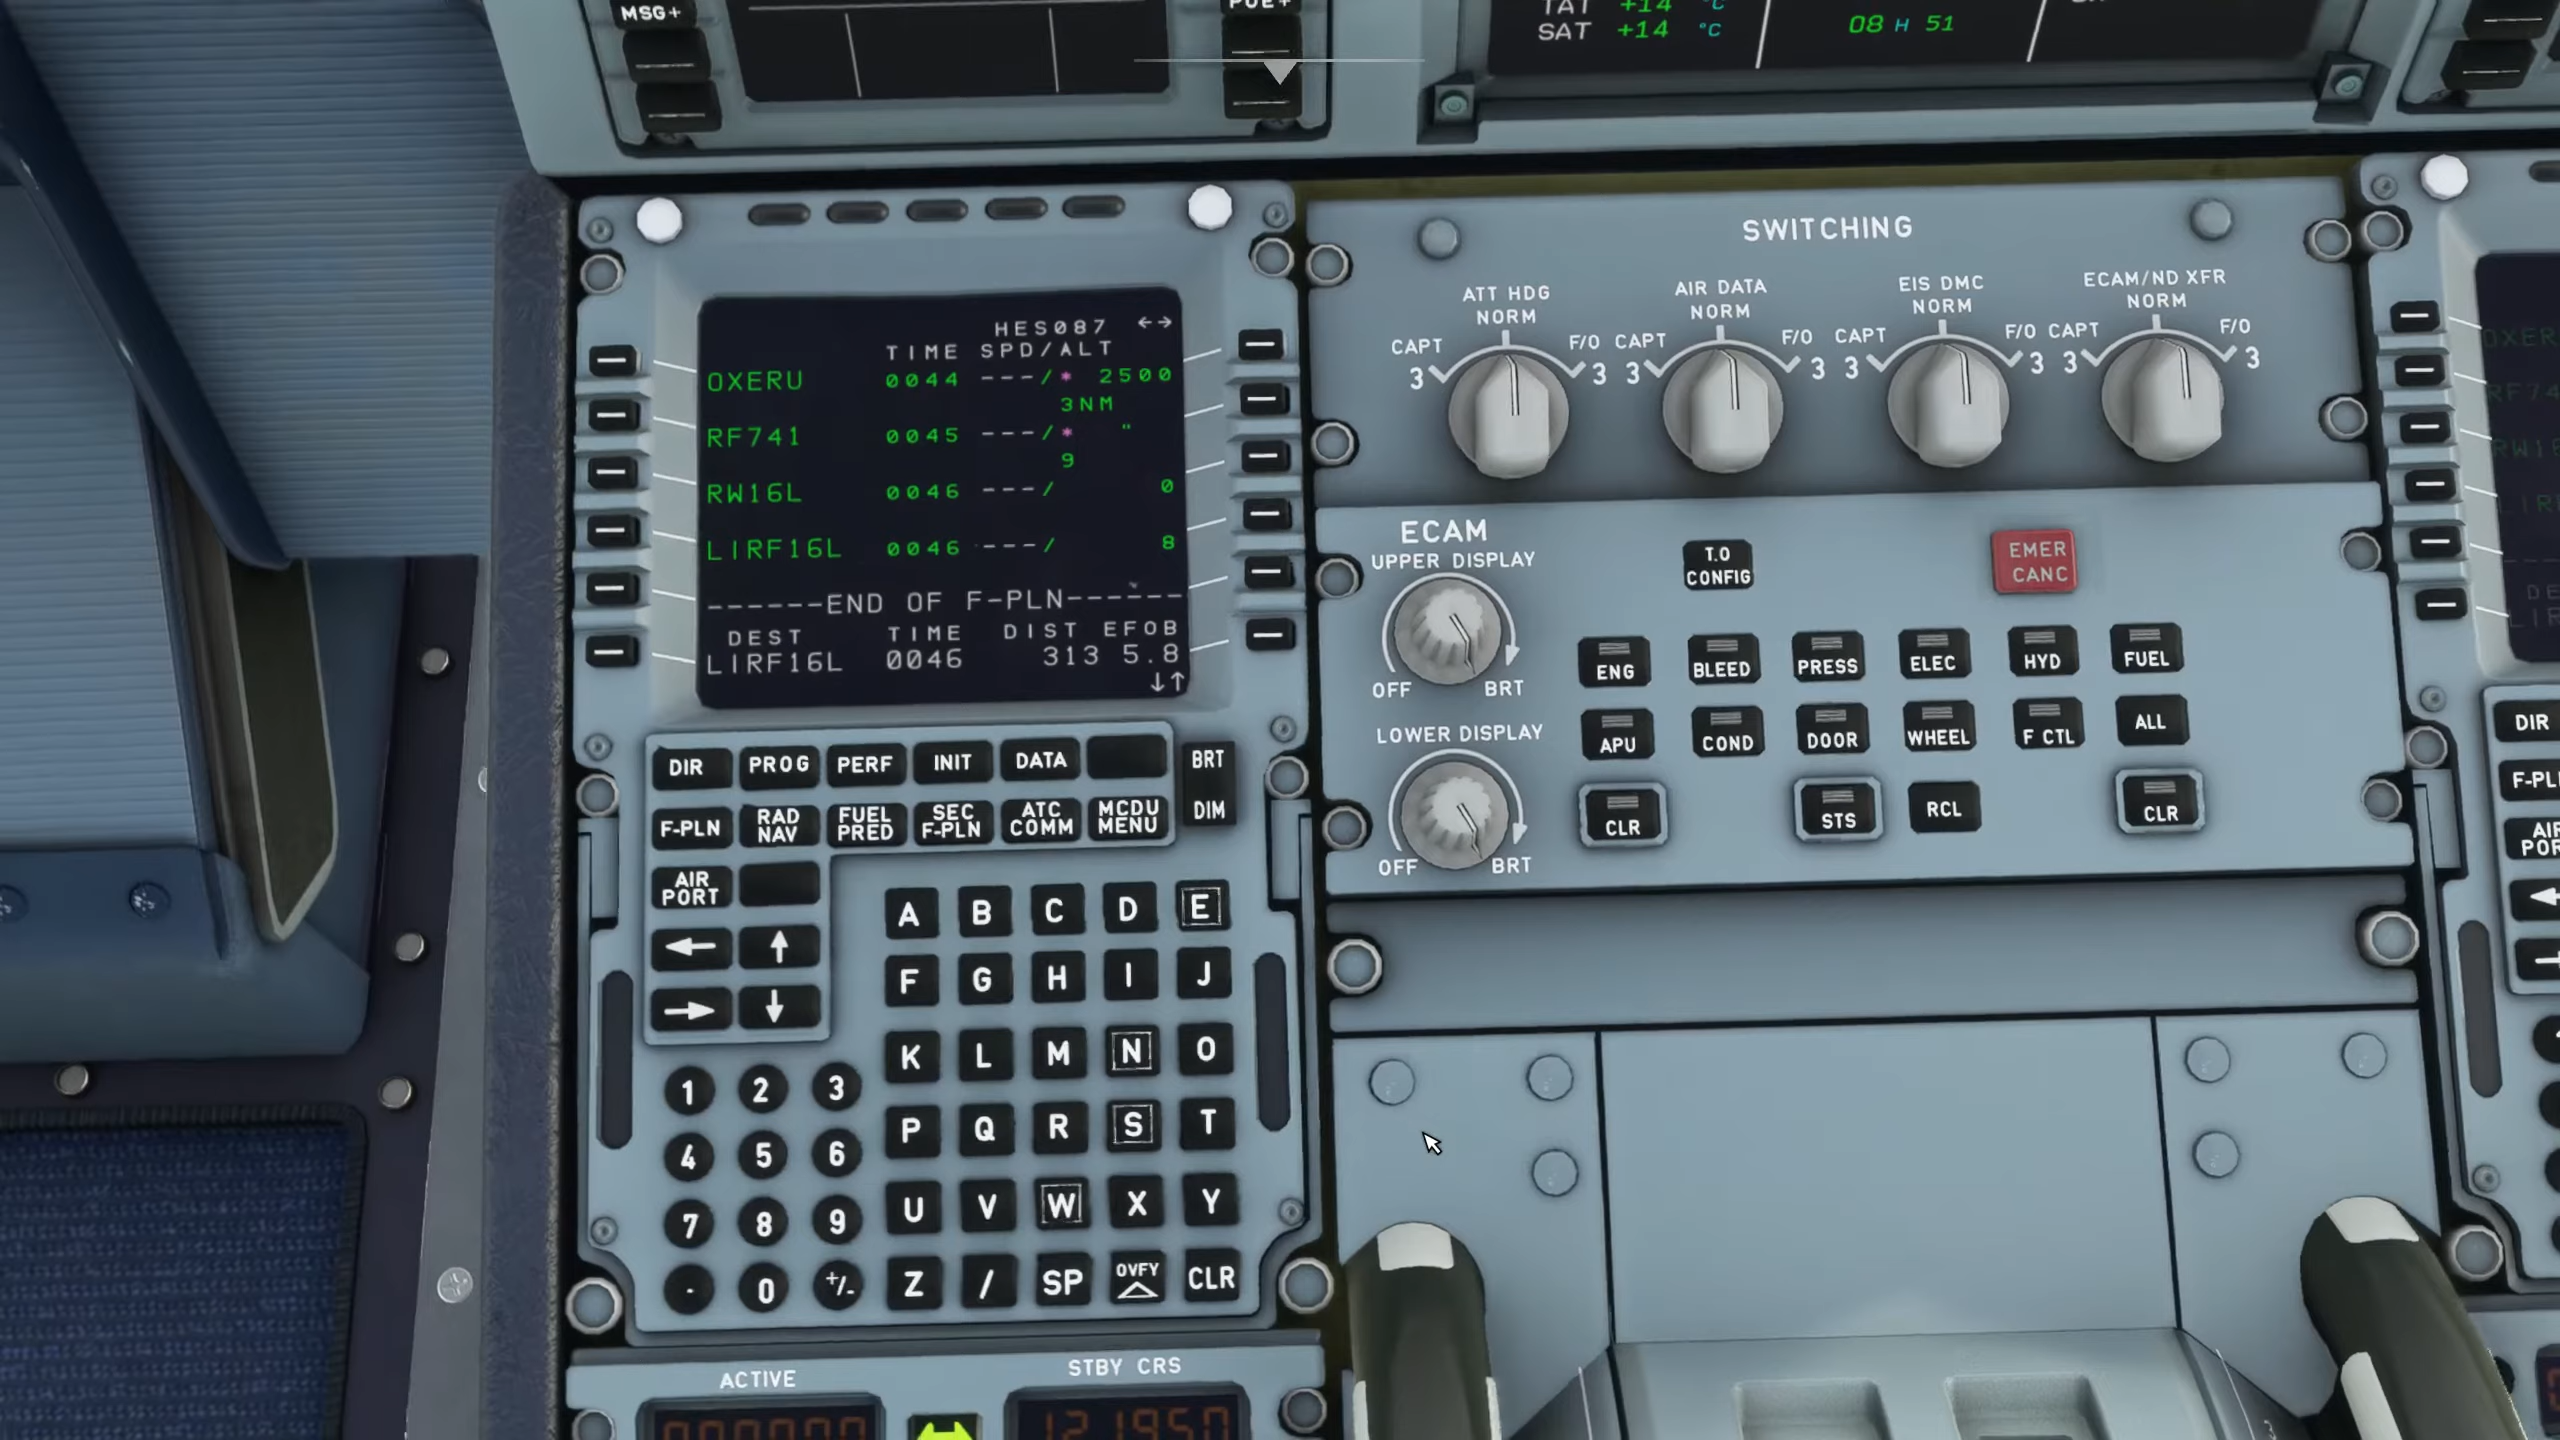 MSG+
TAT +14 °C
SAT +14 °C
08 H 51
HES087 ←→
TIME SPD/ALT
OXERU 0044 ---/* 2500
3NM
RF741 0045 ---/* "
9
RW16L 0046 ---/ 0
LIRF16L 0046 ---/ 8
------END OF F-PLN------
DEST TIME DIST EFOB
LIRF16L 0046 313 5.8
↓↑
DIR PROG PERF INIT DATA
BRT
DIM
F-PLN RAD NAV FUEL PRED SEC F-PLN ATC COMM MCDU MENU
AIR PORT
← ↑
→ ↓
A B C D E
F G H I J
K L M N O
P Q R S T
U V W X Y
Z / SP OVFY CLR
1 2 3
4 5 6
7 8 9
. 0 +/-
ACTIVE
STBY CRS
121950
SWITCHING
ATT HDG
NORM
CAPT 3
F/O 3
AIR DATA
NORM
CAPT 3
F/O 3
EIS DMC
NORM
CAPT 3
F/O 3
ECAM/ND XFR
NORM
CAPT 3
F/O 3
ECAM
UPPER DISPLAY
OFF BRT
LOWER DISPLAY
OFF BRT
T.O CONFIG
EMER CANC
ENG BLEED PRESS ELEC HYD FUEL
APU COND DOOR WHEEL F CTL ALL
CLR STS RCL CLR
DIR